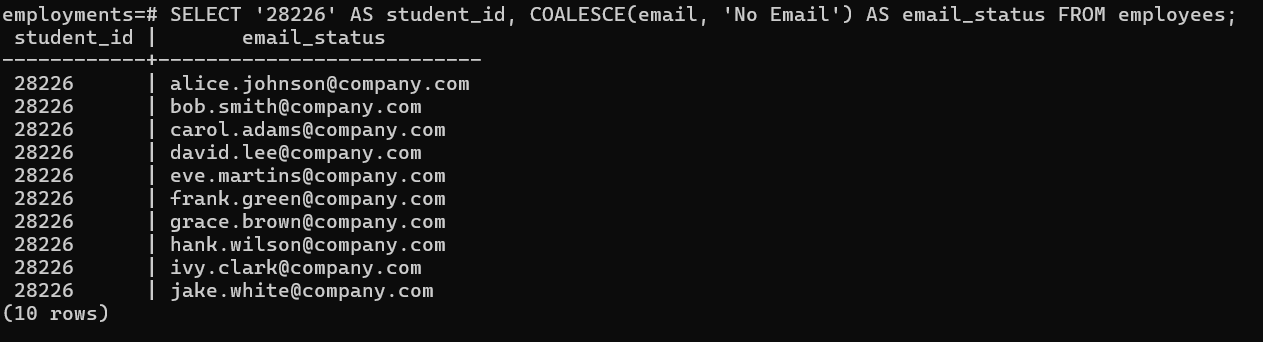 employments=# SELECT '28226' AS student_id, COALESCE(email, 'No Email') AS email_status FROM employees;
 student_id |       email_status
------------+---------------------------
 28226      | alice.johnson@company.com
 28226      | bob.smith@company.com
 28226      | carol.adams@company.com
 28226      | david.lee@company.com
 28226      | eve.martins@company.com
 28226      | frank.green@company.com
 28226      | grace.brown@company.com
 28226      | hank.wilson@company.com
 28226      | ivy.clark@company.com
 28226      | jake.white@company.com
(10 rows)